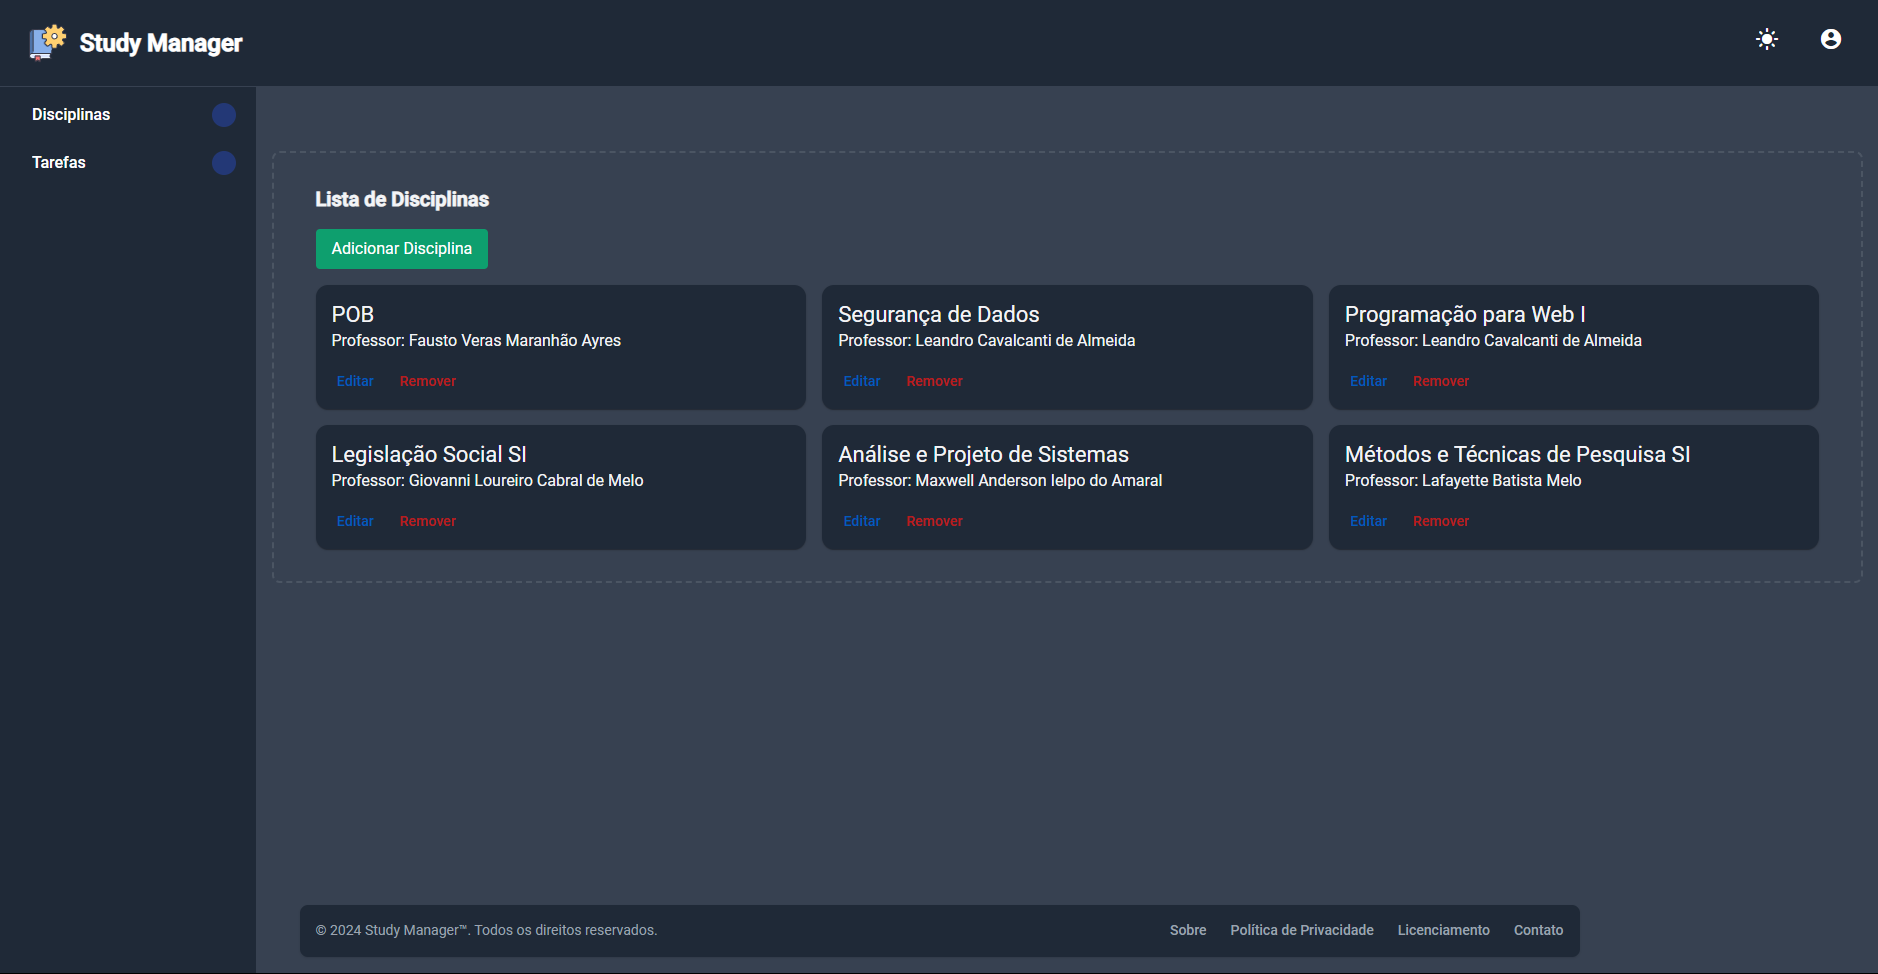 Study Manager
Disciplinas
Tarefas
Lista de Disciplinas
Adicionar Disciplina
POB
Professor: Fausto Veras Maranhão Ayres
Editar Remover
Segurança de Dados
Professor: Leandro Cavalcanti de Almeida
Editar Remover
Programação para Web I
Professor: Leandro Cavalcanti de Almeida
Editar Remover
Legislação Social SI
Professor: Giovanni Loureiro Cabral de Melo
Editar Remover
Análise e Projeto de Sistemas
Professor: Maxwell Anderson Ielpo do Amaral
Editar Remover
Métodos e Técnicas de Pesquisa SI
Professor: Lafayette Batista Melo
Editar Remover
© 2024 Study Manager™. Todos os direitos reservados.
Sobre Política de Privacidade Licenciamento Contato